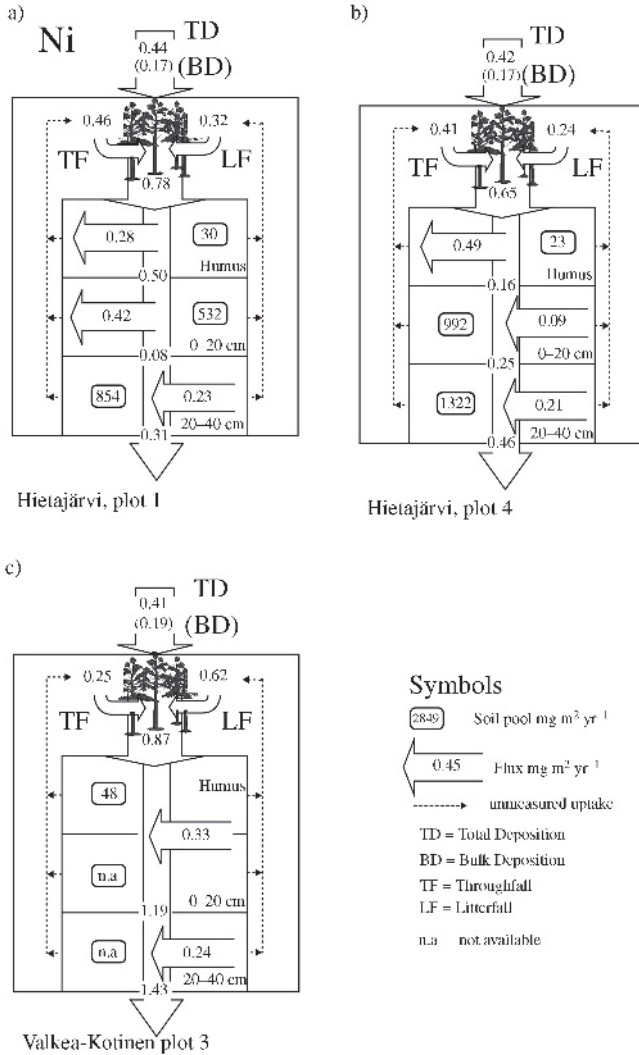 a)
Ni
TD
0.44
(0.17)
(BD)
0.46
0.32
TF
LF
0.78
0.28
30
Humus
0.50
0.42
532
0–20 cm
0.08
854
0.23
20–40 cm
0.31
Hietajärvi, plot 1
b)
TD
0.42
(0.17)
(BD)
0.41
0.24
TF
LF
0.65
0.49
23
Humus
0.16
992
0.09
0–20 cm
0.25
1322
0.21
20–40 cm
0.46
Hietajärvi, plot 4
c)
TD
0.41
(0.19)
(BD)
0.25
0.62
TF
LF
0.87
48
Humus
0.33
n.a
0–20 cm
1.19
n.a
0.24
20–40 cm
1.43
Valkea-Kotinen plot 3
Symbols
2849 Soil pool mg m² yr⁻¹
0.45 Flux mg m² yr⁻¹
unmeasured uptake
TD = Total Deposition
BD = Bulk Deposition
TF = Throughfall
LF = Litterfall
n.a not available